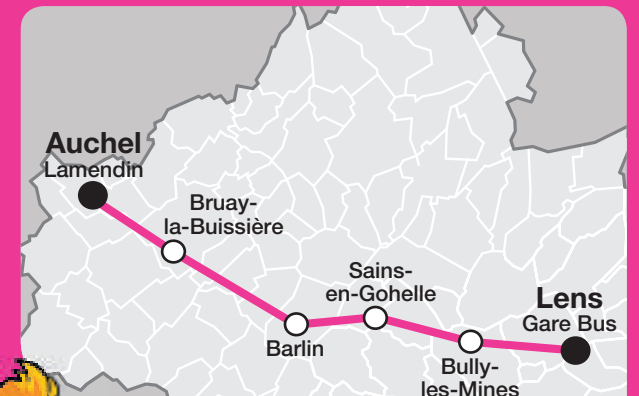 Auchel
Lamendin
Bruay-
la-Buissière
Sains-
en-Gohelle
Lens
Gare Bus
Barlin
Bully-
les-Mines